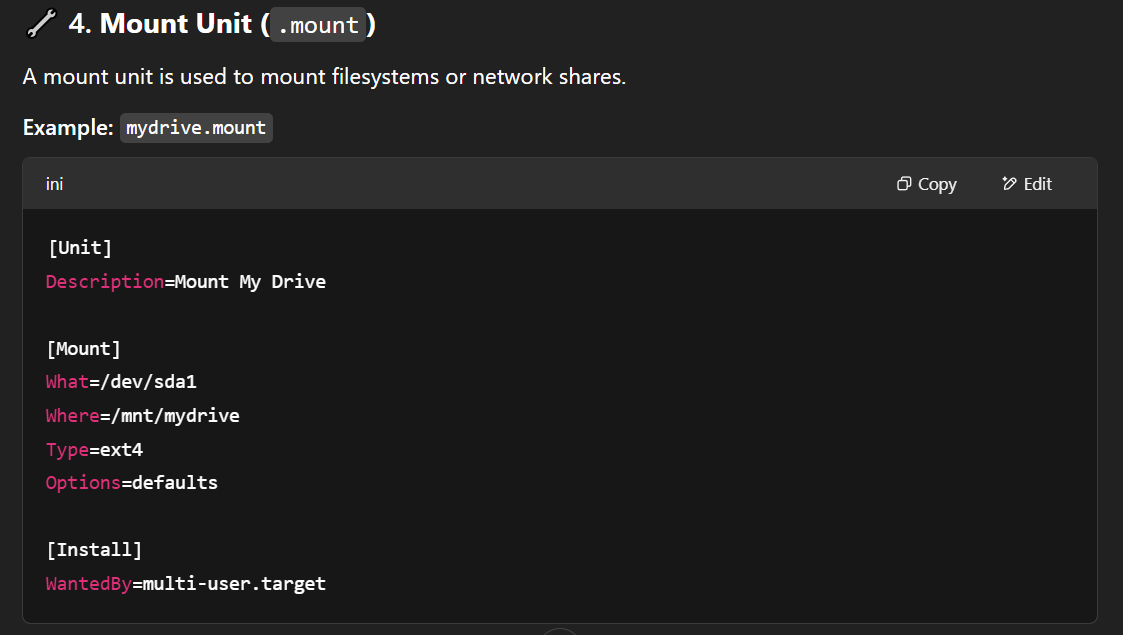 🔧 4. Mount Unit (.mount)
A mount unit is used to mount filesystems or network shares.
Example: mydrive.mount
ini Copy Edit
[Unit]
Description=Mount My Drive
[Mount]
What=/dev/sda1
Where=/mnt/mydrive
Type=ext4
Options=defaults
[Install]
WantedBy=multi-user.target